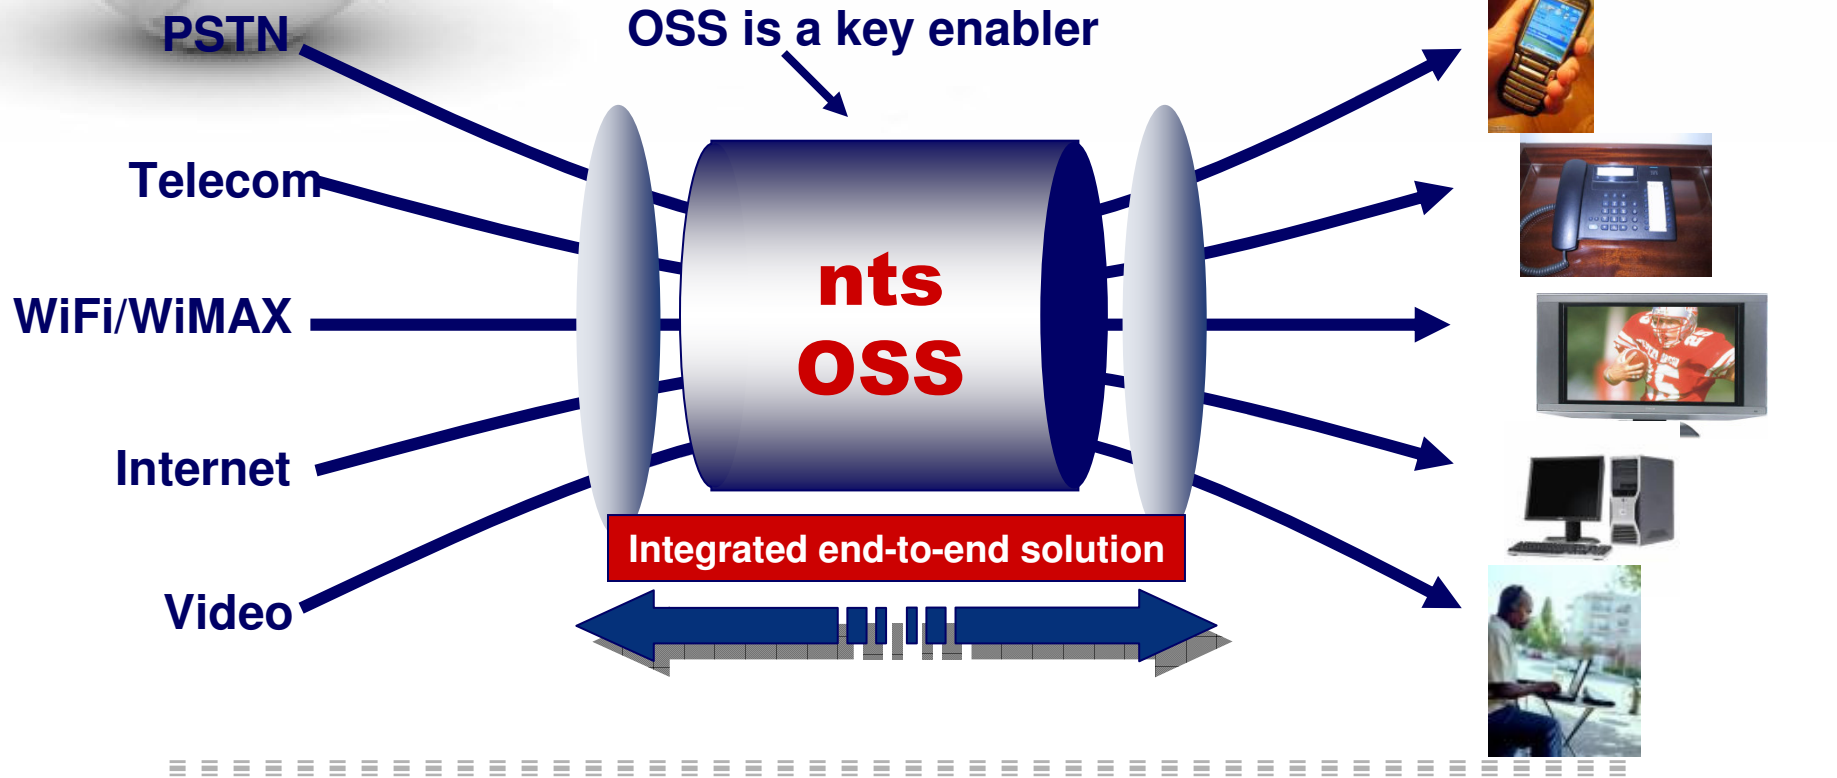 PSTN
OSS is a key enabler
Telecom
WiFi/WiMAX
nts
OSS
Internet
Integrated end-to-end solution
Video